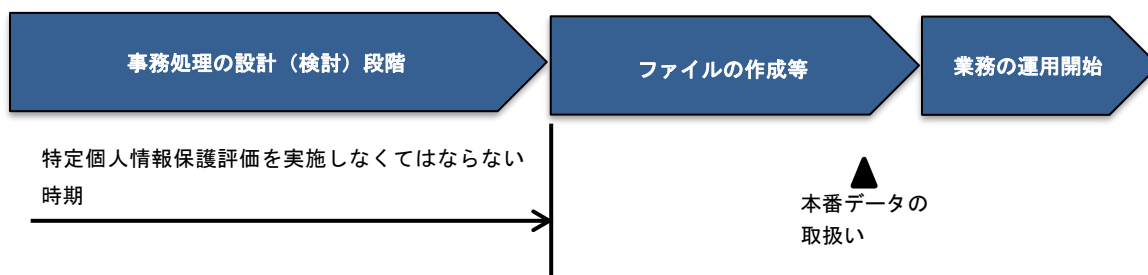 事務処理の設計（検討）段階
ファイルの作成等
業務の運用開始
特定個人情報保護評価を実施しなくてはならない
時期
本番データの
取扱い